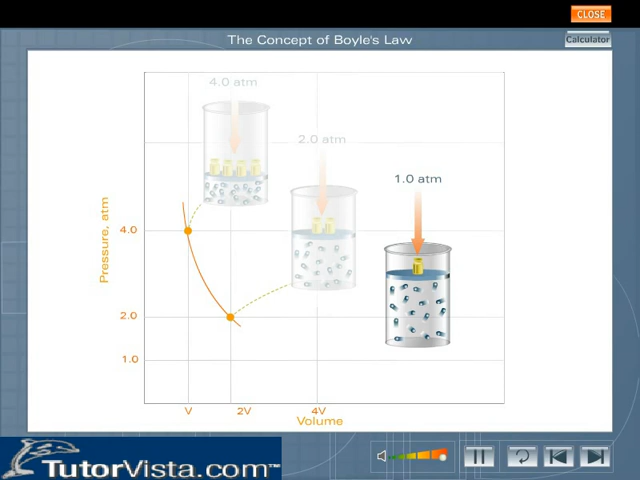 CLOSE
The Concept of Boyle's Law
Calculator
4.0 atm
2.0 atm
1.0 atm
Pressure, atm
4.0
2.0
1.0
V 2V 4V
Volume
TutorVista.com™